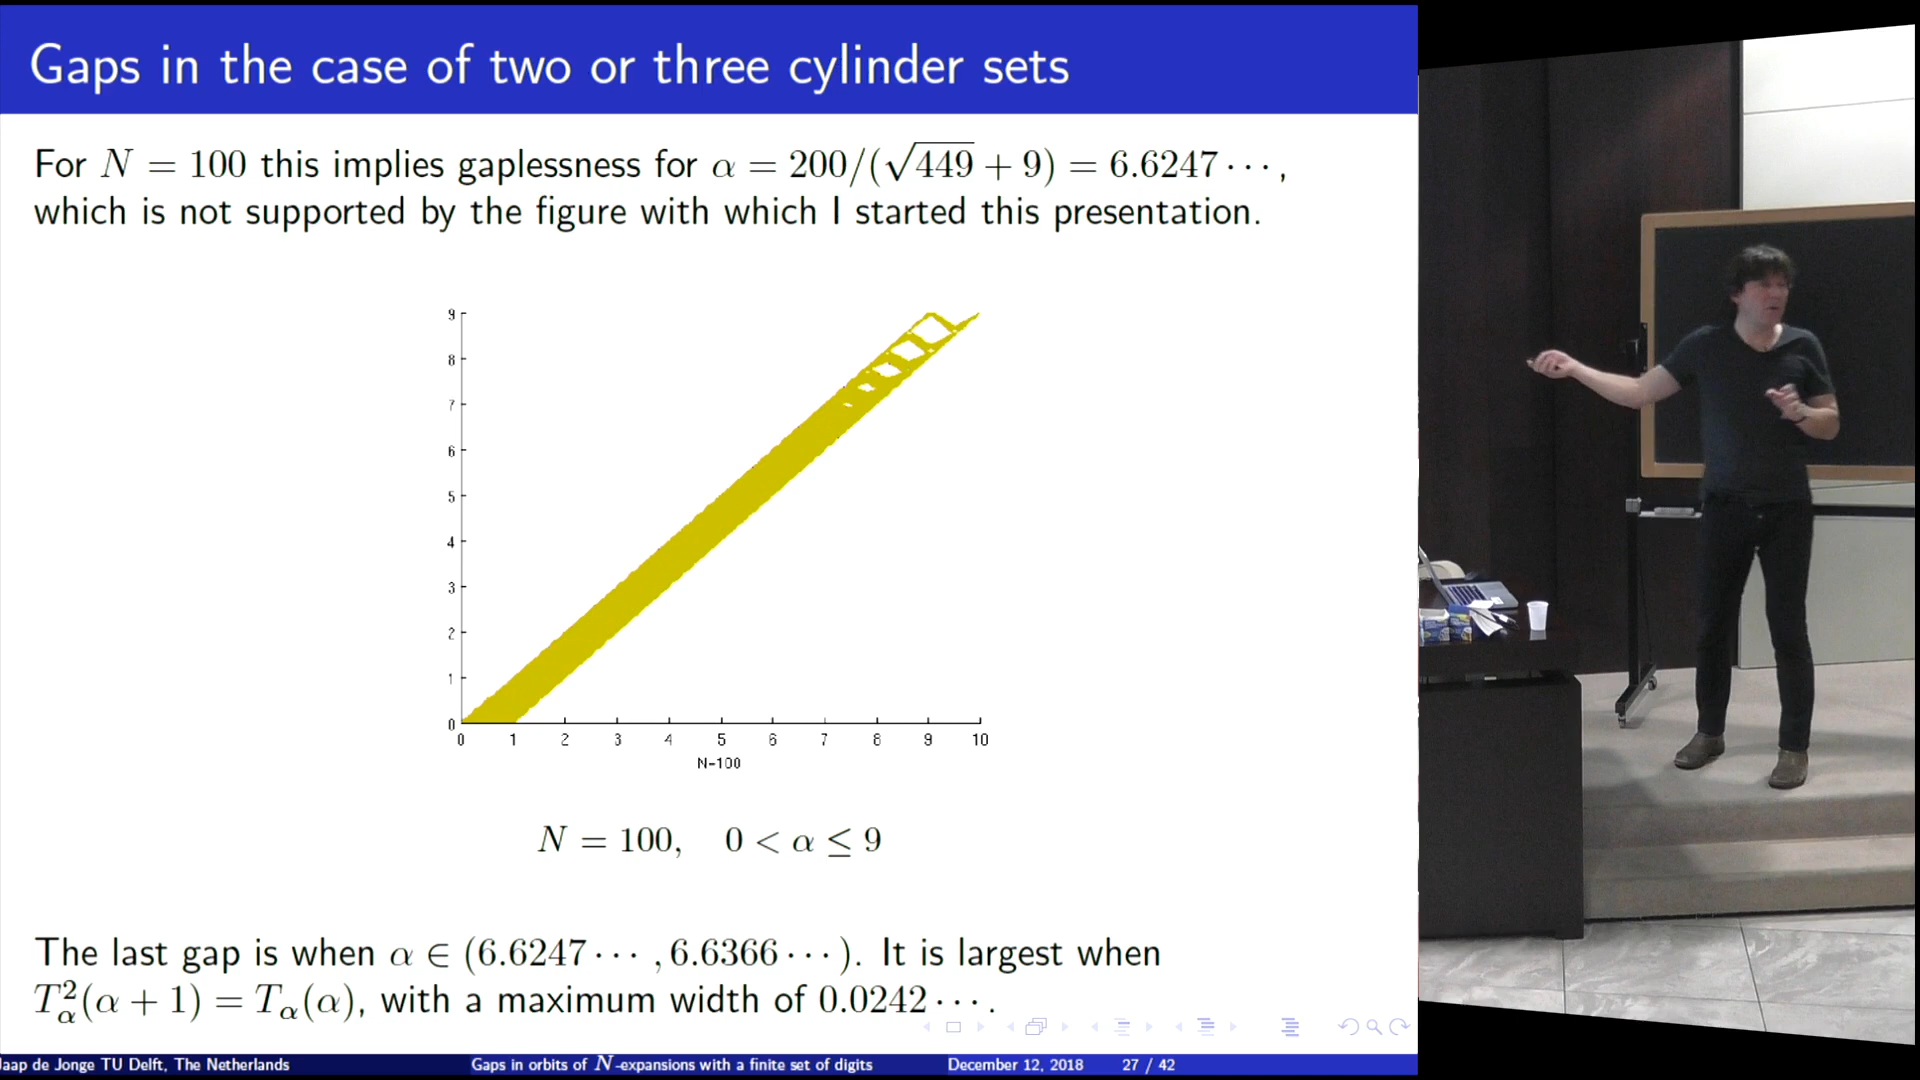 Gaps in the case of two or three cylinder sets
For N = 100 this implies gaplessness for α = 200/(√449 + 9) = 6.6247 · · · ,
which is not supported by the figure with which I started this presentation.
9
8
7
6
5
4
3
2
1
0
0 1 2 3 4 5 6 7 8 9 10
N-100
N = 100, 0 < α ≤ 9
The last gap is when α ∈ (6.6247 · · · , 6.6366 · · · ). It is largest when
T²_α(α + 1) = T_α(α), with a maximum width of 0.0242 · · · .
Jaap de Jonge TU Delft, The Netherlands Gaps in orbits of N-expansions with a finite set of digits December 12, 2018 27 / 42